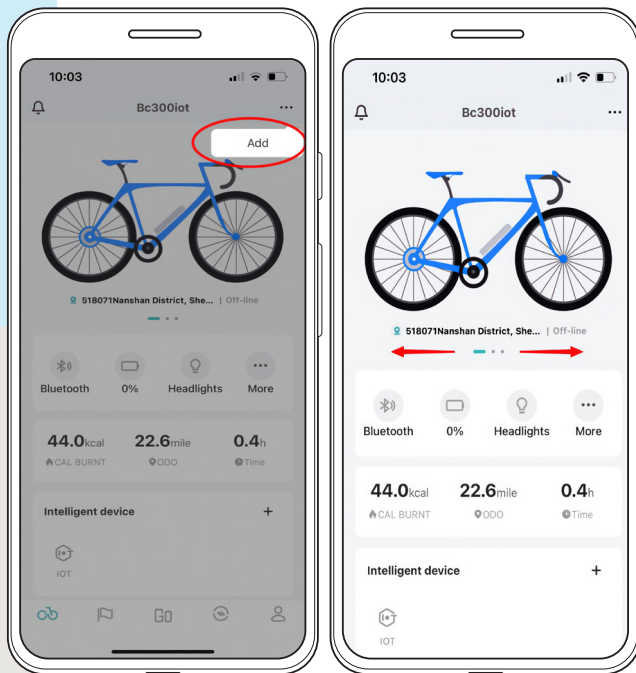 10:03
Bc300iot
Add
518071Nanshan District, She... | Off-line
Bluetooth
0%
Headlights
More
44.0kcal
22.6mile
0.4h
CAL BURNT
ODO
Time
Intelligent device
+
IOT
GO
10:03
Bc300iot
518071Nanshan District, She... | Off-line
Bluetooth
0%
Headlights
More
44.0kcal
22.6mile
0.4h
CAL BURNT
ODO
Time
Intelligent device
+
IOT